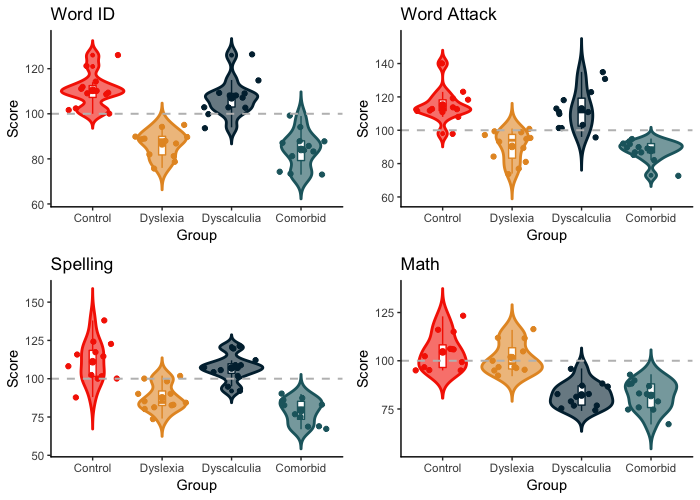 Word ID
Score
120
100
80
60
Control Dyslexia Dyscalculia Comorbid
Group
Word Attack
Score
140
120
100
80
60
Control Dyslexia Dyscalculia Comorbid
Group
Spelling
Score
150
125
100
75
50
Control Dyslexia Dyscalculia Comorbid
Group
Math
Score
125
100
75
Control Dyslexia Dyscalculia Comorbid
Group